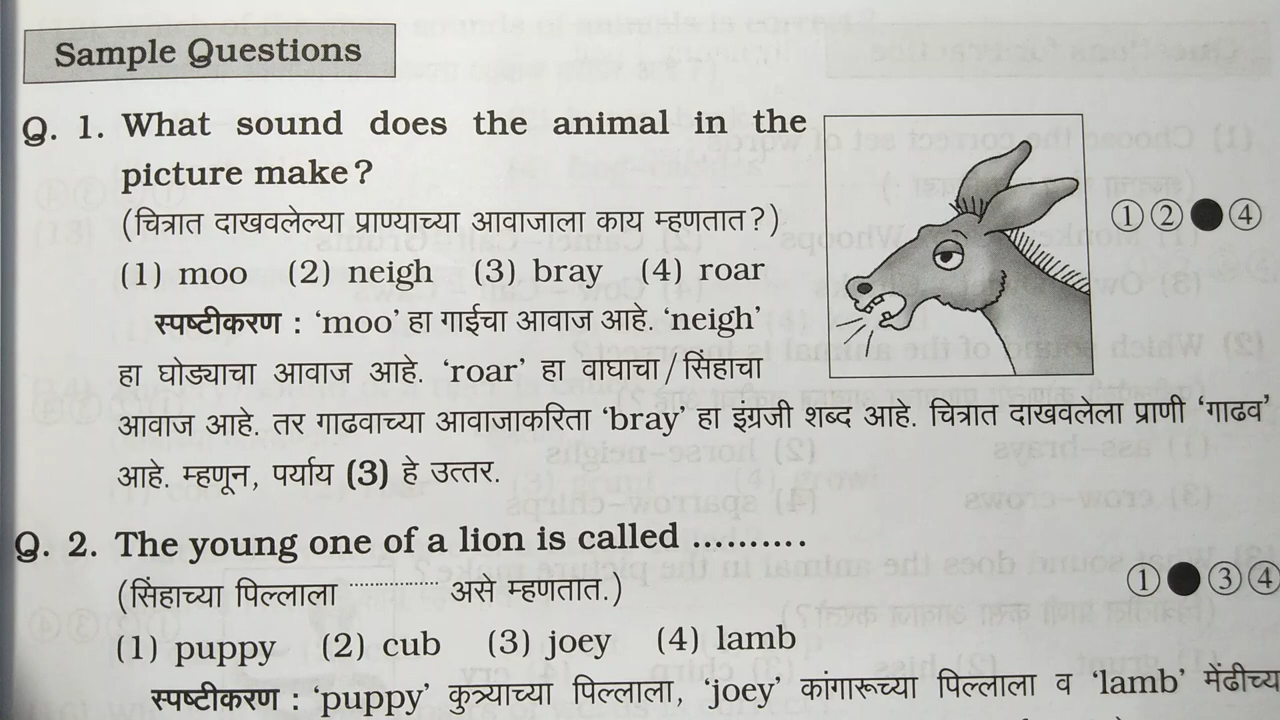 Sample Questions
Q. 1. What sound does the animal in the
picture make?
(चित्रात दाखवलेल्या प्राण्याच्या आवाजाला काय म्हणतात?)
① ② ● ④
(1) moo (2) neigh (3) bray (4) roar
स्पष्टीकरण : ‘moo’ हा गाईचा आवाज आहे. ‘neigh’
हा घोड्याचा आवाज आहे. ‘roar’ हा वाघाचा/सिंहाचा
आवाज आहे. तर गाढवाच्या आवाजाकरिता ‘bray’ हा इंग्रजी शब्द आहे. चित्रात दाखवलेला प्राणी ‘गाढव’
आहे. म्हणून, पर्याय (3) हे उत्तर.
Q. 2. The young one of a lion is called ..........
(सिंहाच्या पिल्लाला .................. असे म्हणतात.)
① ● ③ ④
(1) puppy (2) cub (3) joey (4) lamb
स्पष्टीकरण : ‘puppy’ कुत्र्याच्या पिल्लाला, ‘joey’ कांगारूच्या पिल्लाला व ‘lamb’ मेंढीच्या